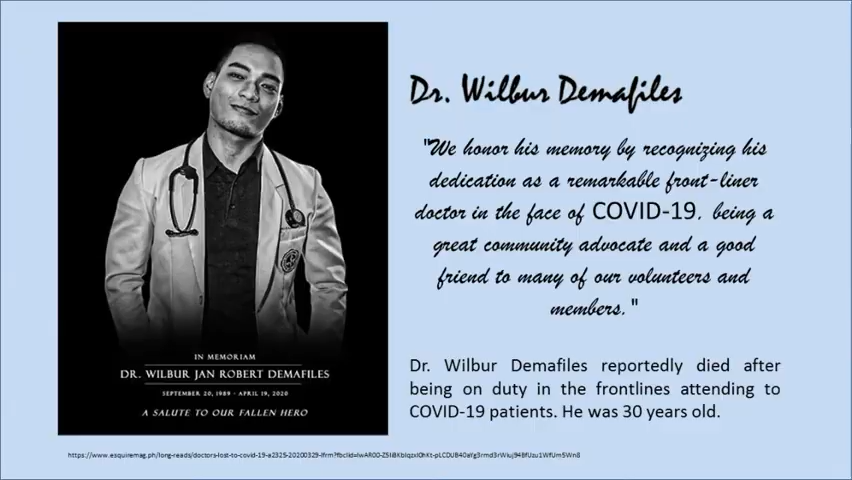 IN MEMORIAM
DR. WILBUR JAN ROBERT DEMAFILES
SEPTEMBER 20, 1989 - APRIL 19, 2020
A SALUTE TO OUR FALLEN HERO
Dr. Wilbur Demafiles
"We honor his memory by recognizing his
dedication as a remarkable front-liner
doctor in the face of COVID-19, being a
great community advocate and a good
friend to many of our volunteers and
members."
Dr. Wilbur Demafiles reportedly died after
being on duty in the frontlines attending to
COVID-19 patients. He was 30 years old.